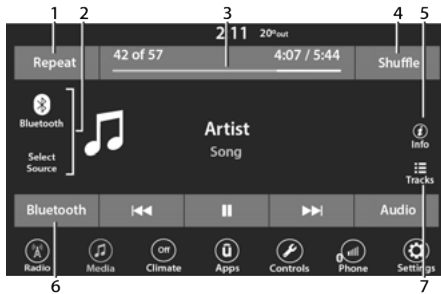 1 2 3 4 5
2:11 20°out
Repeat 42 of 57 4:07 / 5:44 Shuffle
Bluetooth
Artist
Song
Info
Select
Source
Tracks
Bluetooth Audio
Off
Radio Media Climate Apps Controls Phone Settings
6 7